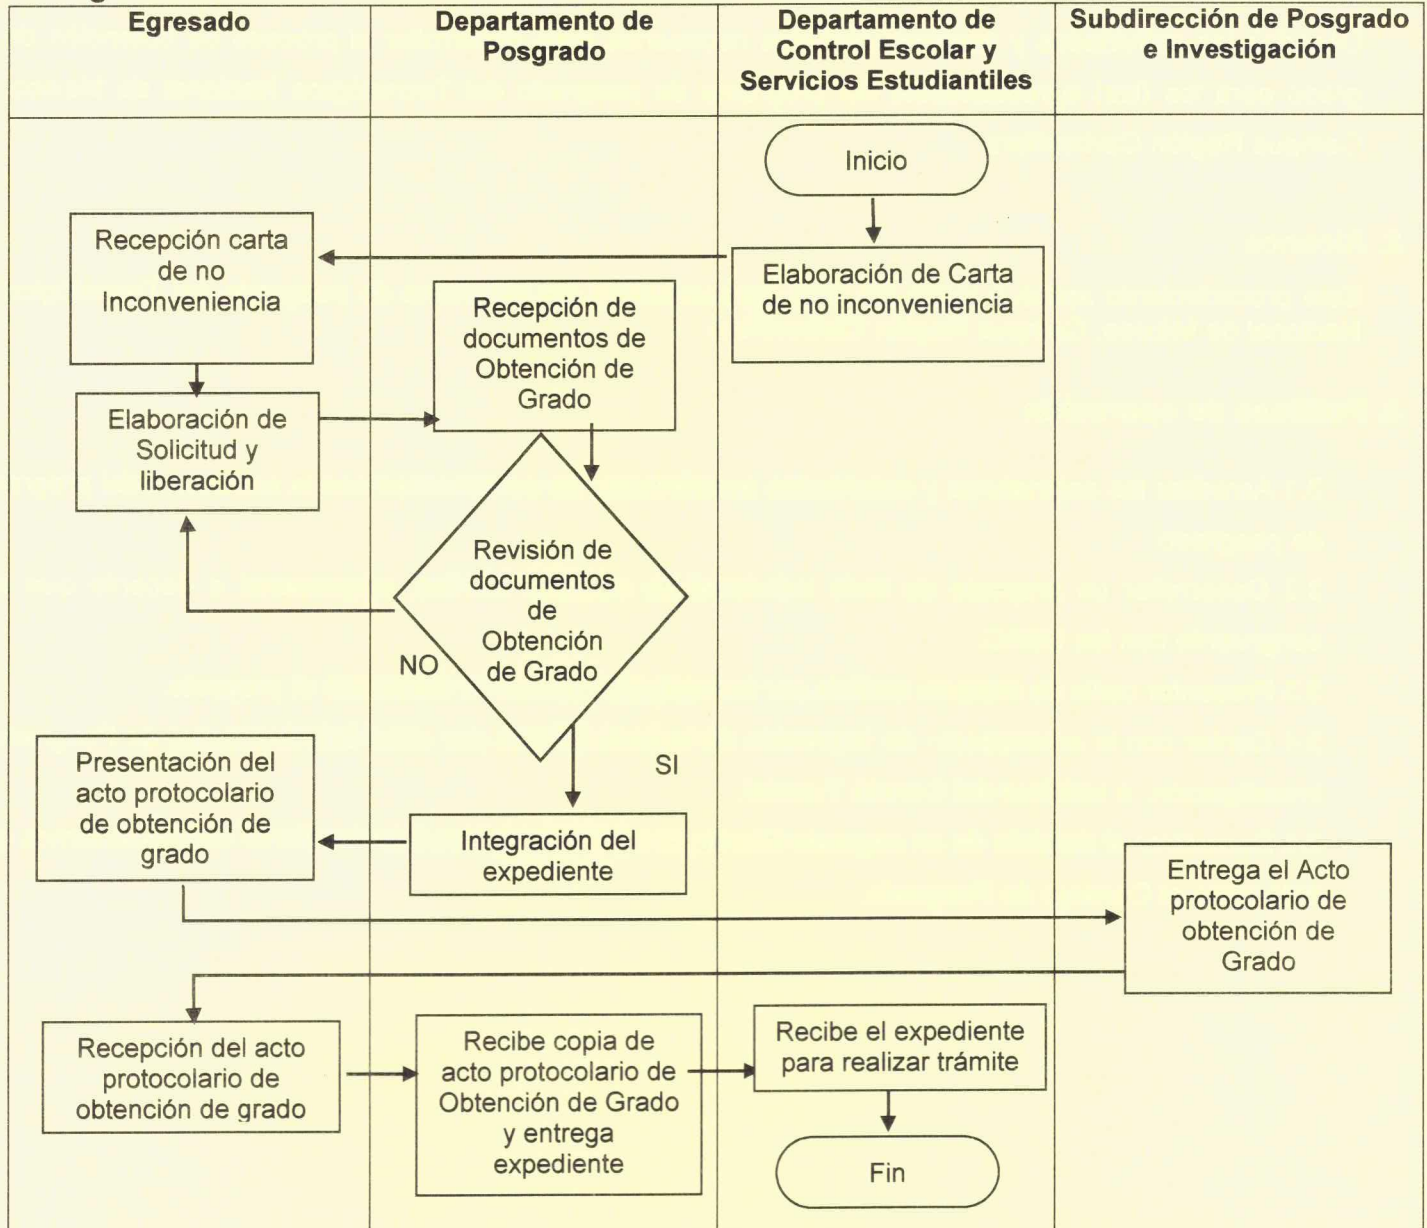 Egresado
Departamento de
Posgrado
Departamento de
Control Escolar y
Servicios Estudiantiles
Subdirección de Posgrado
e Investigación
Inicio
Elaboración de Carta
de no inconveniencia
Recepción carta
de no
Inconveniencia
Elaboración de
Solicitud y
liberación
Recepción de
documentos de
Obtención de
Grado
Revisión de
documentos
de
Obtención
de Grado
NO
SI
Integración del
expediente
Presentación del
acto protocolario
de obtención de
grado
Entrega el Acto
protocolario de
obtención de
Grado
Recepción del acto
protocolario de
obtención de grado
Recibe copia de
acto protocolario de
Obtención de Grado
y entrega
expediente
Recibe el expediente
para realizar trámite
Fin